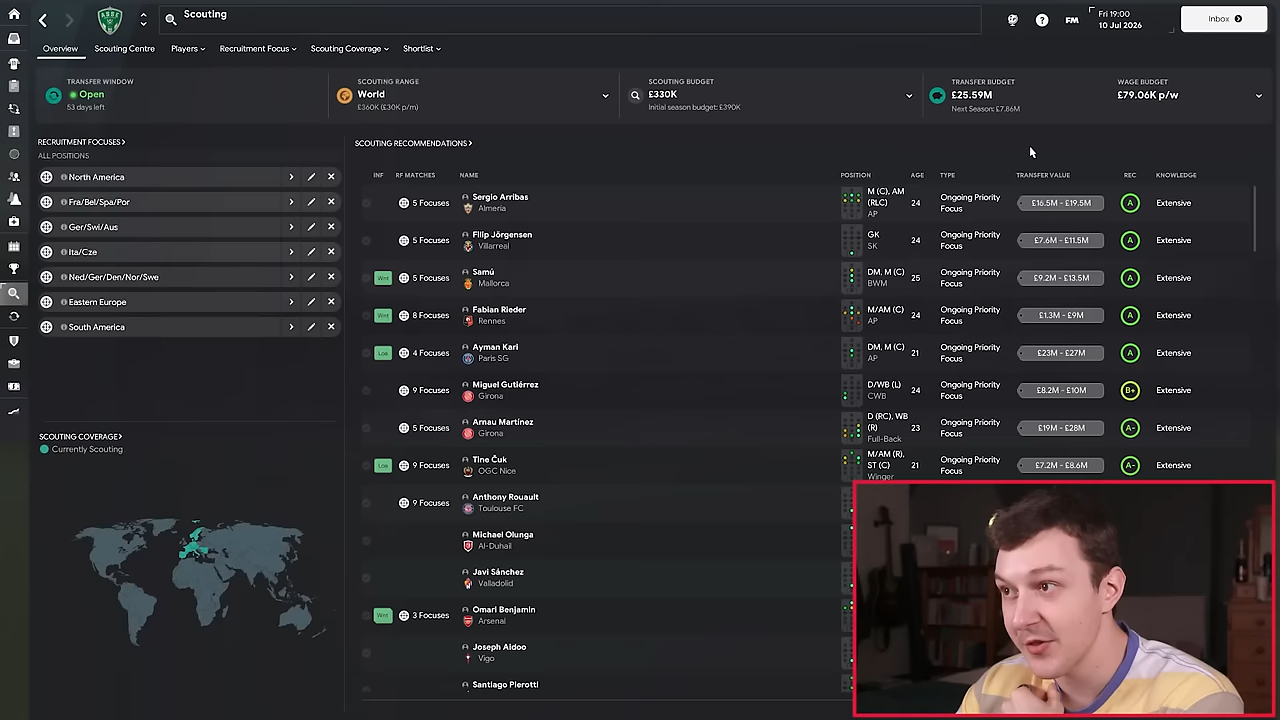 Scouting
Fri 19:00
10 Jul 2026
FM
Inbox
Overview
Scouting Centre
Players
Recruitment Focus
Scouting Coverage
Shortlist
TRANSFER WINDOW
Open
53 days left
SCOUTING RANGE
World
£360K (£30K p/m)
SCOUTING BUDGET
£330K
Initial season budget: £390K
TRANSFER BUDGET
£25.59M
Next Season: £7.86M
WAGE BUDGET
£79.06K p/w
RECRUITMENT FOCUSES
ALL POSITIONS
North America
Fra/Bel/Spa/Por
Ger/Swi/Aus
Ita/Cze
Ned/Ger/Den/Nor/Swe
Eastern Europe
South America
SCOUTING COVERAGE
Currently Scouting
SCOUTING RECOMMENDATIONS
INF RF MATCHES NAME POSITION AGE TYPE TRANSFER VALUE REC KNOWLEDGE
5 Focuses
Sergio Arribas
Almeria
M (C), AM
(RLC)
AP
24
Ongoing Priority
Focus
£16.5M - £19.5M
A
Extensive
5 Focuses
Filip Jörgensen
Villarreal
GK
SK
24
Ongoing Priority
Focus
£7.6M - £11.5M
A
Extensive
Wnt
5 Focuses
Samú
Mallorca
DM, M (C)
BWM
25
Ongoing Priority
Focus
£9.2M - £13.5M
A
Extensive
Wnt
8 Focuses
Fabian Rieder
Rennes
M/AM (C)
AP
24
Ongoing Priority
Focus
£1.3M - £9M
A
Extensive
Loa
4 Focuses
Ayman Kari
Paris SG
DM, M (C)
AP
21
Ongoing Priority
Focus
£23M - £27M
A
Extensive
9 Focuses
Miguel Gutiérrez
Girona
D/WB (L)
CWB
24
Ongoing Priority
Focus
£8.2M - £10M
B+
Extensive
5 Focuses
Arnau Martínez
Girona
D (RC), WB
(R)
Full-Back
23
Ongoing Priority
Focus
£19M - £28M
A-
Extensive
Loa
9 Focuses
Tine Čuk
OGC Nice
M/AM (R),
ST (C)
Winger
21
Ongoing Priority
Focus
£7.2M - £8.6M
A-
Extensive
9 Focuses
Anthony Rouault
Toulouse FC
Michael Olunga
Al-Duhail
Javi Sánchez
Valladolid
Wnt
3 Focuses
Omari Benjamin
Arsenal
Joseph Aidoo
Vigo
Santiago Pierotti